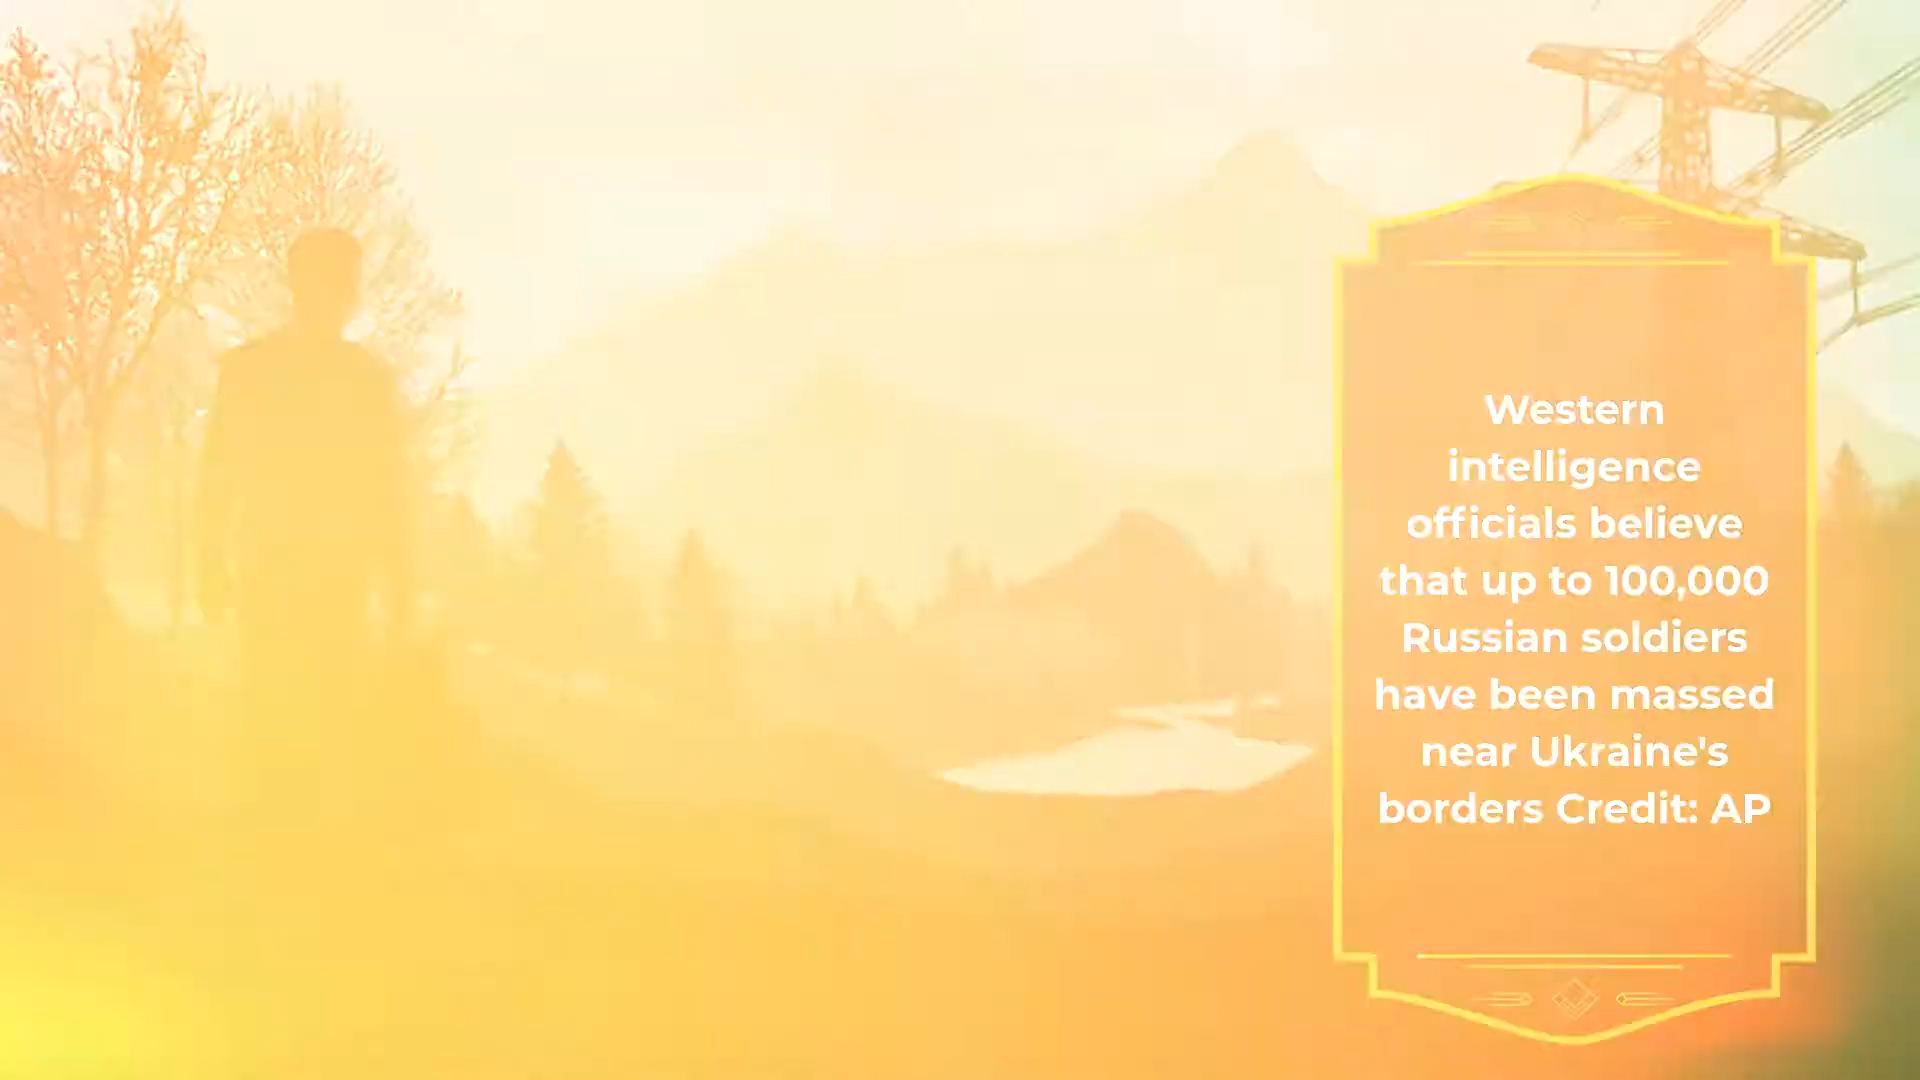 Western
intelligence
officials believe
that up to 100,000
Russian soldiers
have been massed
near Ukraine's
borders Credit: AP